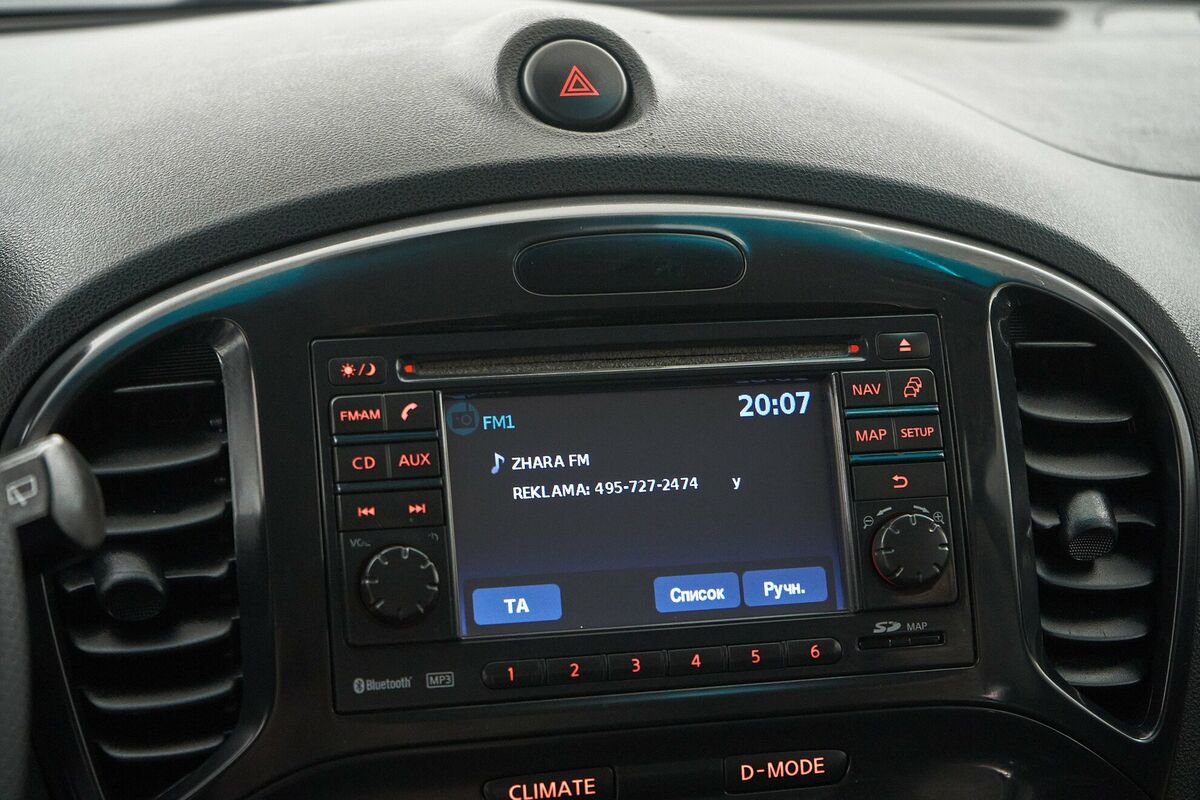 FM1
20:07
ZHARA FM
REKLAMA: 495-727-2474 y
TA
Список
Ручн.
FM·AM
CD
AUX
VOL
NAV
MAP
SETUP
SD MAP
Bluetooth
MP3
1
2
3
4
5
6
CLIMATE
D-MODE